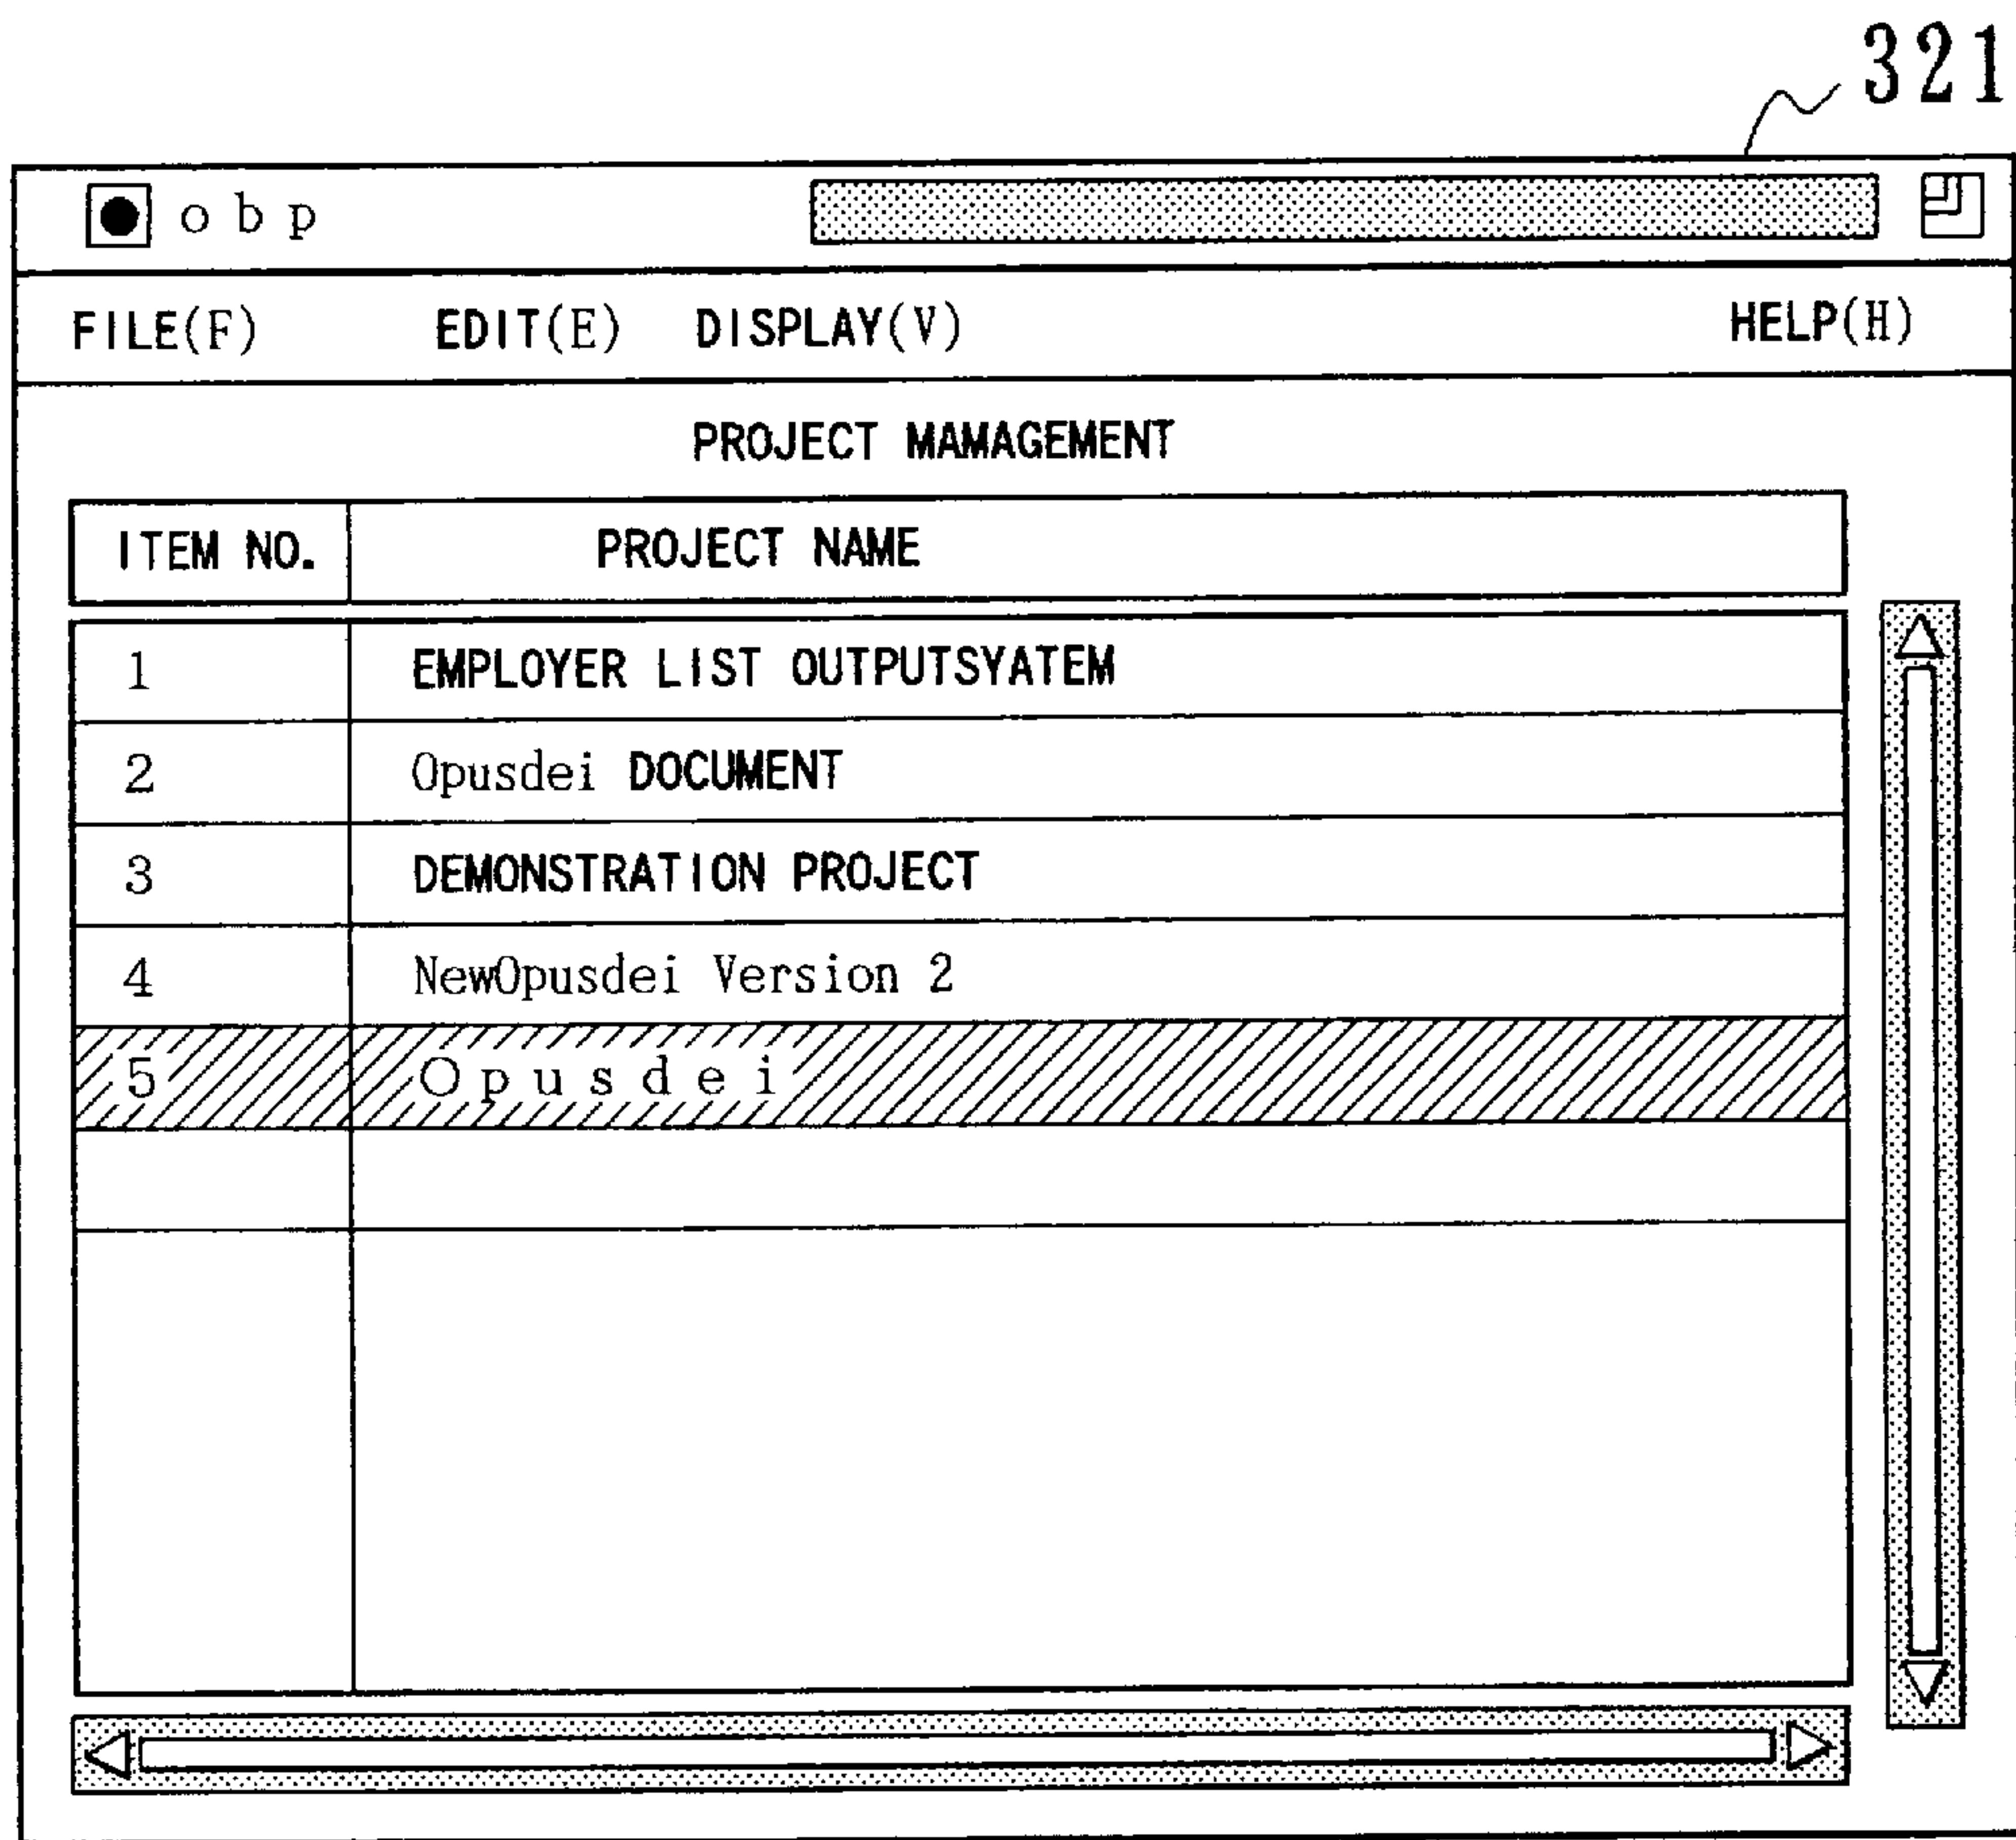 321
obp
FILE(F) EDIT(E) DISPLAY(V) HELP(H)
PROJECT MAMAGEMENT
ITEM NO. PROJECT NAME
1 EMPLOYER LIST OUTPUTSYATEM
2 Opusdei DOCUMENT
3 DEMONSTRATION PROJECT
4 NewOpusdei Version 2
5 Opusdei